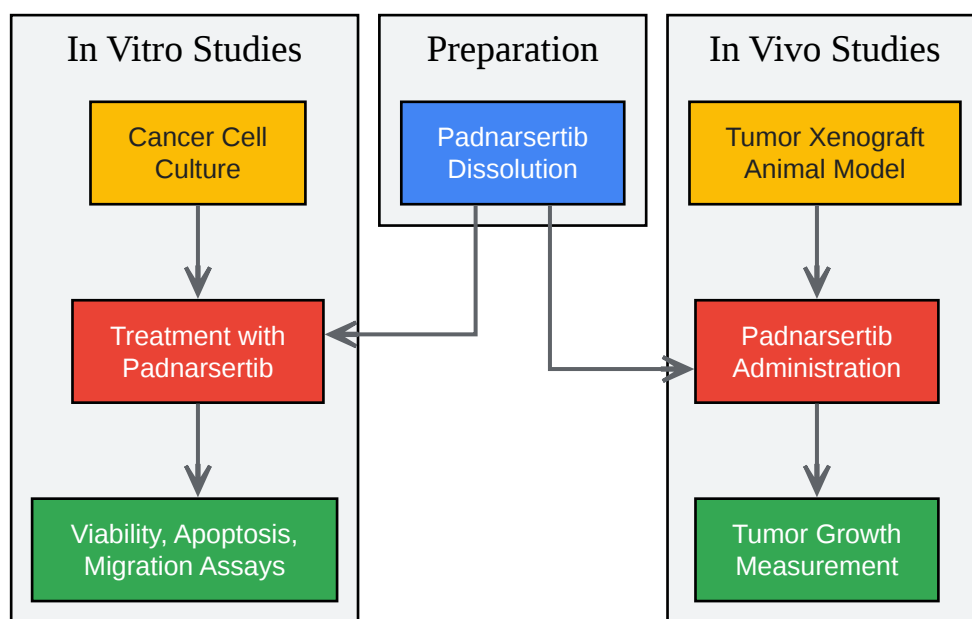 In Vitro Studies
Cancer Cell
Culture
Treatment with
Padnarsertib
Viability, Apoptosis,
Migration Assays
Preparation
Padnarsertib
Dissolution
In Vivo Studies
Tumor Xenograft
Animal Model
Padnarsertib
Administration
Tumor Growth
Measurement